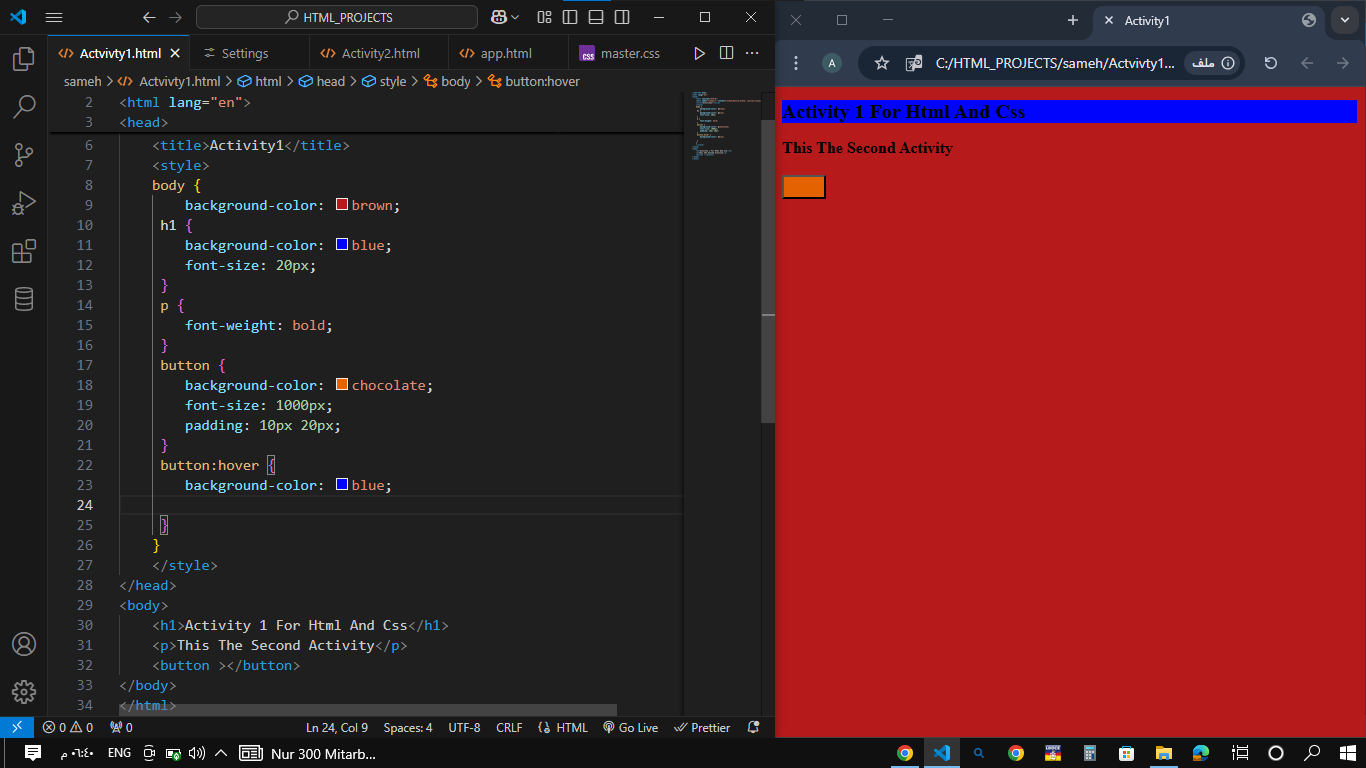 HTML_PROJECTS
Actvivty1.html
Settings
Activity2.html
app.html
master.css
sameh > Actvivty1.html > html > head > style > body > button:hover
2 <html lang="en">
3 <head>
6 <title>Activity1</title>
7 <style>
8 body {
9 background-color: brown;
10 h1 {
11 background-color: blue;
12 font-size: 20px;
13 }
14 p {
15 font-weight: bold;
16 }
17 button {
18 background-color: chocolate;
19 font-size: 1000px;
20 padding: 10px 20px;
21 }
22 button:hover {
23 background-color: blue;
24
25 }
26 }
27 </style>
28 </head>
29 <body>
30 <h1>Activity 1 For Html And Css</h1>
31 <p>This The Second Activity</p>
32 <button ></button>
33 </body>
34 </html>
0 0 0 Ln 24, Col 9 Spaces: 4 UTF-8 CRLF {} HTML Go Live Prettier
Activity1
A C:/HTML_PROJECTS/sameh/Actvivty1... ملف
Activity 1 For Html And Css
This The Second Activity
٠٦:٤٠ م ENG Nur 300 Mitarb...